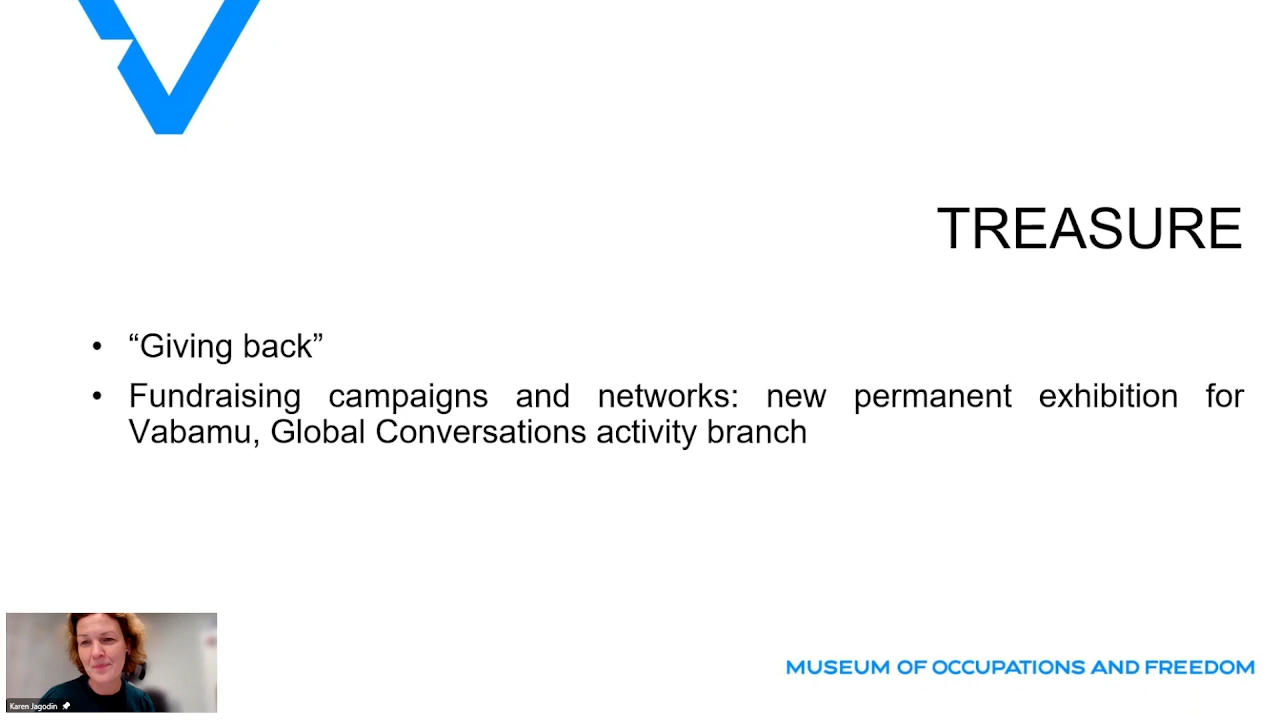 TREASURE
• “Giving back”
• Fundraising campaigns and networks: new permanent exhibition for
Vabamu, Global Conversations activity branch
MUSEUM OF OCCUPATIONS AND FREEDOM
Karen Jagodin